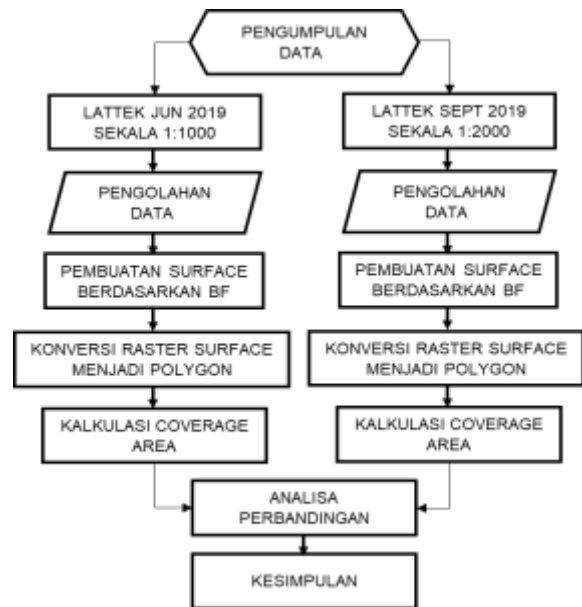 PENGUMPULAN
DATA
LATTEK JUN 2019
SEKALA 1:1000
PENGOLAHAN
DATA
PEMBUATAN SURFACE
BERDASARKAN BF
KONVERSI RASTER SURFACE
MENJADI POLYGON
KALKULASI COVERAGE
AREA
LATTEK SEPT 2019
SEKALA 1:2000
PENGOLAHAN
DATA
PEMBUATAN SURFACE
BERDASARKAN BF
KONVERSI RASTER SURFACE
MENJADI POLYGON
KALKULASI COVERAGE
AREA
ANALISA
PERBANDINGAN
KESIMPULAN